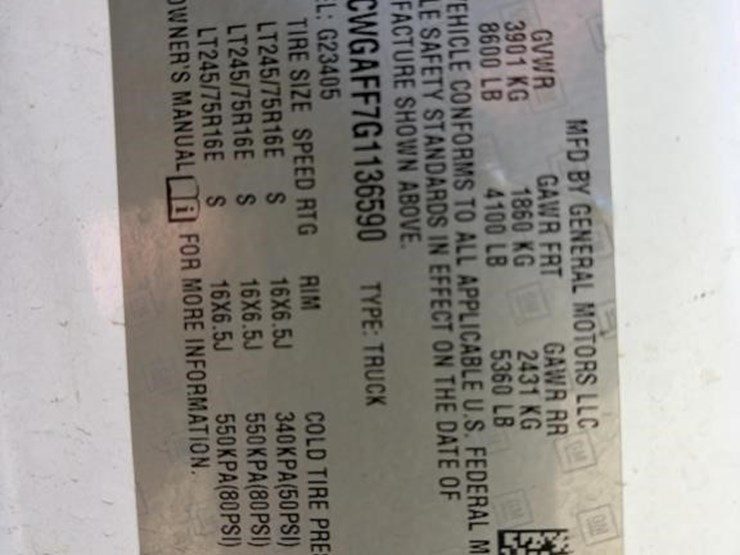 MFD BY GENERAL MOTORS LLC
GVWR GAWR FRT GAWR RR
3901 KG 1860 KG 2431 KG
8600 LB 4100 LB 5360 LB
VEHICLE CONFORMS TO ALL APPLICABLE U.S. FEDERAL M
LE SAFETY STANDARDS IN EFFECT ON THE DATE OF
FACTURE SHOWN ABOVE.
CWGAFF7G1136590 TYPE: TRUCK
EL: G23405
TIRE SIZE SPEED RTG RIM COLD TIRE PRE
LT245/75R16E S 16X6.5J 340KPA(50PSI)
LT245/75R16E S 16X6.5J 550KPA(80PSI)
LT245/75R16E S 16X6.5J 550KPA(80PSI)
OWNER'S MANUAL i FOR MORE INFORMATION.